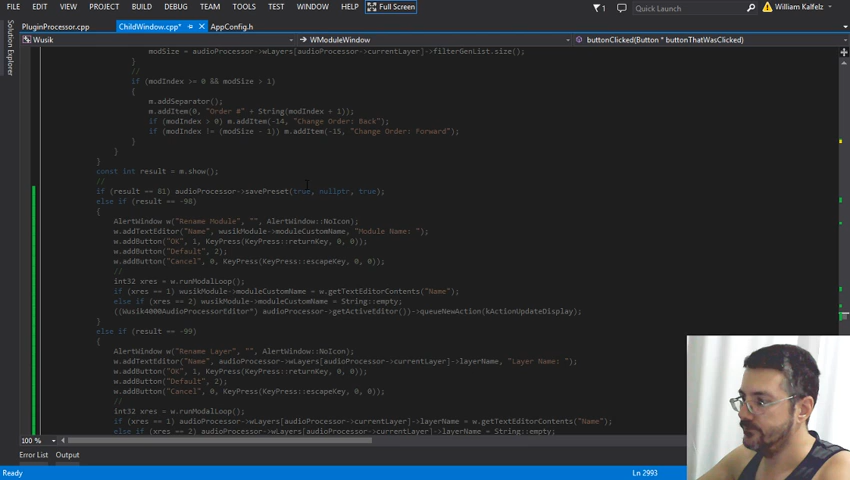 FILE EDIT VIEW PROJECT BUILD DEBUG TEAM TOOLS TEST WINDOW HELP Full Screen 1 Quick Launch William Kalfelz
PluginProcessor.cpp ChildWindow.cpp* AppConfig.h
Solution Explorer
Wusik WModuleWindow buttonClicked(Button * buttonThatWasClicked)
modSize = audioProcessor->wLayers[audioProcessor->currentLayer]->filterGenList.size();
}
//
if (modIndex >= 0 && modSize > 1)
{
m.addSeparator();
m.addItem(0, "Order #" + String(modIndex + 1));
if (modIndex > 0) m.addItem(-14, "Change Order: Back");
if (modIndex != (modSize - 1)) m.addItem(-15, "Change Order: Forward");
}
}
}
const int result = m.show();
//
if (result == 81) audioProcessor->savePreset(true, nullptr, true);
else if (result == -98)
{
AlertWindow w("Rename Module", "", AlertWindow::NoIcon);
w.addTextEditor("Name", wusikModule->moduleCustomName, "Module Name: ");
w.addButton("OK", 1, KeyPress(KeyPress::returnKey, 0, 0));
w.addButton("Default", 2);
w.addButton("Cancel", 0, KeyPress(KeyPress::escapeKey, 0, 0));
//
int32 xres = w.runModalLoop();
if (xres == 1) wusikModule->moduleCustomName = w.getTextEditorContents("Name");
else if (xres == 2) wusikModule->moduleCustomName = String::empty;
((Wusik4000AudioProcessorEditor*) audioProcessor->getActiveEditor())->queueNewAction(kActionUpdateDisplay);
}
else if (result == -99)
{
AlertWindow w("Rename Layer", "", AlertWindow::NoIcon);
w.addTextEditor("Name", audioProcessor->wLayers[audioProcessor->currentLayer]->layerName, "Layer Name: ");
w.addButton("OK", 1, KeyPress(KeyPress::returnKey, 0, 0));
w.addButton("Default", 2);
w.addButton("Cancel", 0, KeyPress(KeyPress::escapeKey, 0, 0));
//
int32 xres = w.runModalLoop();
if (xres == 1) audioProcessor->wLayers[audioProcessor->currentLayer]->layerName = w.getTextEditorContents("Name");
else if (xres == 2) audioProcessor->wLayers[audioProcessor->currentLayer]->layerName = String::empty;
100 %
Error List Output
Ready Ln 2993